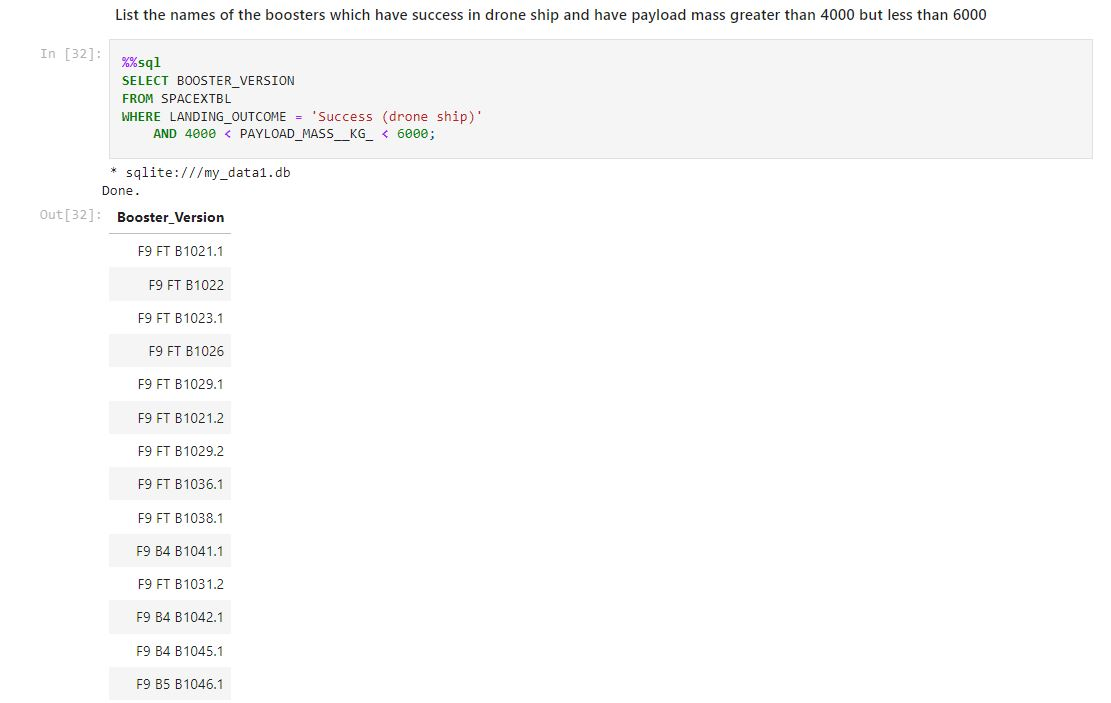 List the names of the boosters which have success in drone ship and have payload mass greater than 4000 but less than 6000
In [32]:
%%sql
SELECT BOOSTER_VERSION
FROM SPACEXTBL
WHERE LANDING_OUTCOME = 'Success (drone ship)'
    AND 4000 < PAYLOAD_MASS__KG_ < 6000;
* sqlite:///my_data1.db
Done.
Out[32]:
Booster_Version
F9 FT B1021.1
F9 FT B1022
F9 FT B1023.1
F9 FT B1026
F9 FT B1029.1
F9 FT B1021.2
F9 FT B1029.2
F9 FT B1036.1
F9 FT B1038.1
F9 B4 B1041.1
F9 FT B1031.2
F9 B4 B1042.1
F9 B4 B1045.1
F9 B5 B1046.1